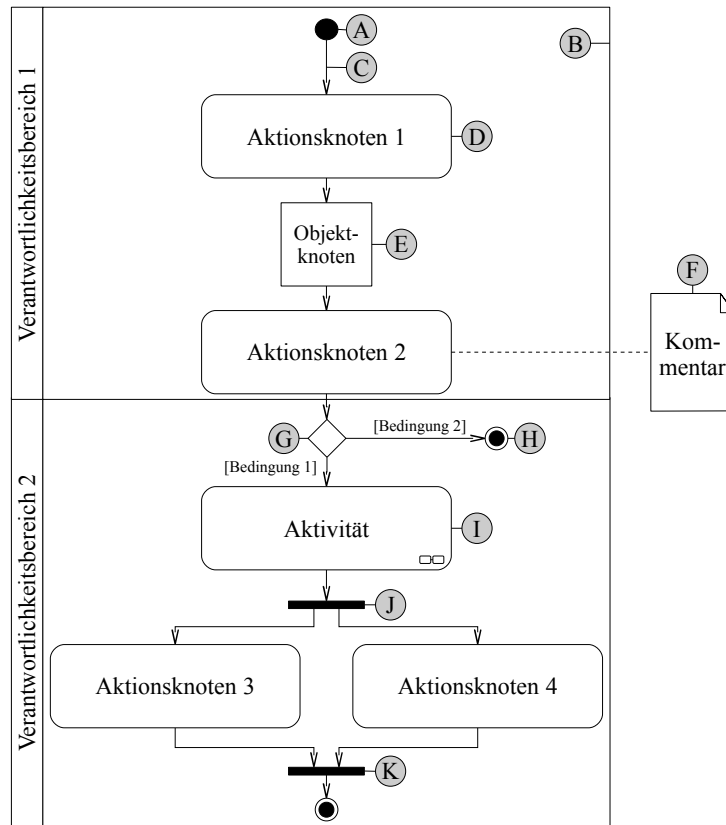 Verantwortlichkeitsbereich 1
A
B
C
Aktionsknoten 1
D
Objekt-
knoten
E
F
Kom-
mentar
Aktionsknoten 2
Verantwortlichkeitsbereich 2
G
[Bedingung 2]
H
[Bedingung 1]
Aktivität
I
J
Aktionsknoten 3
Aktionsknoten 4
K